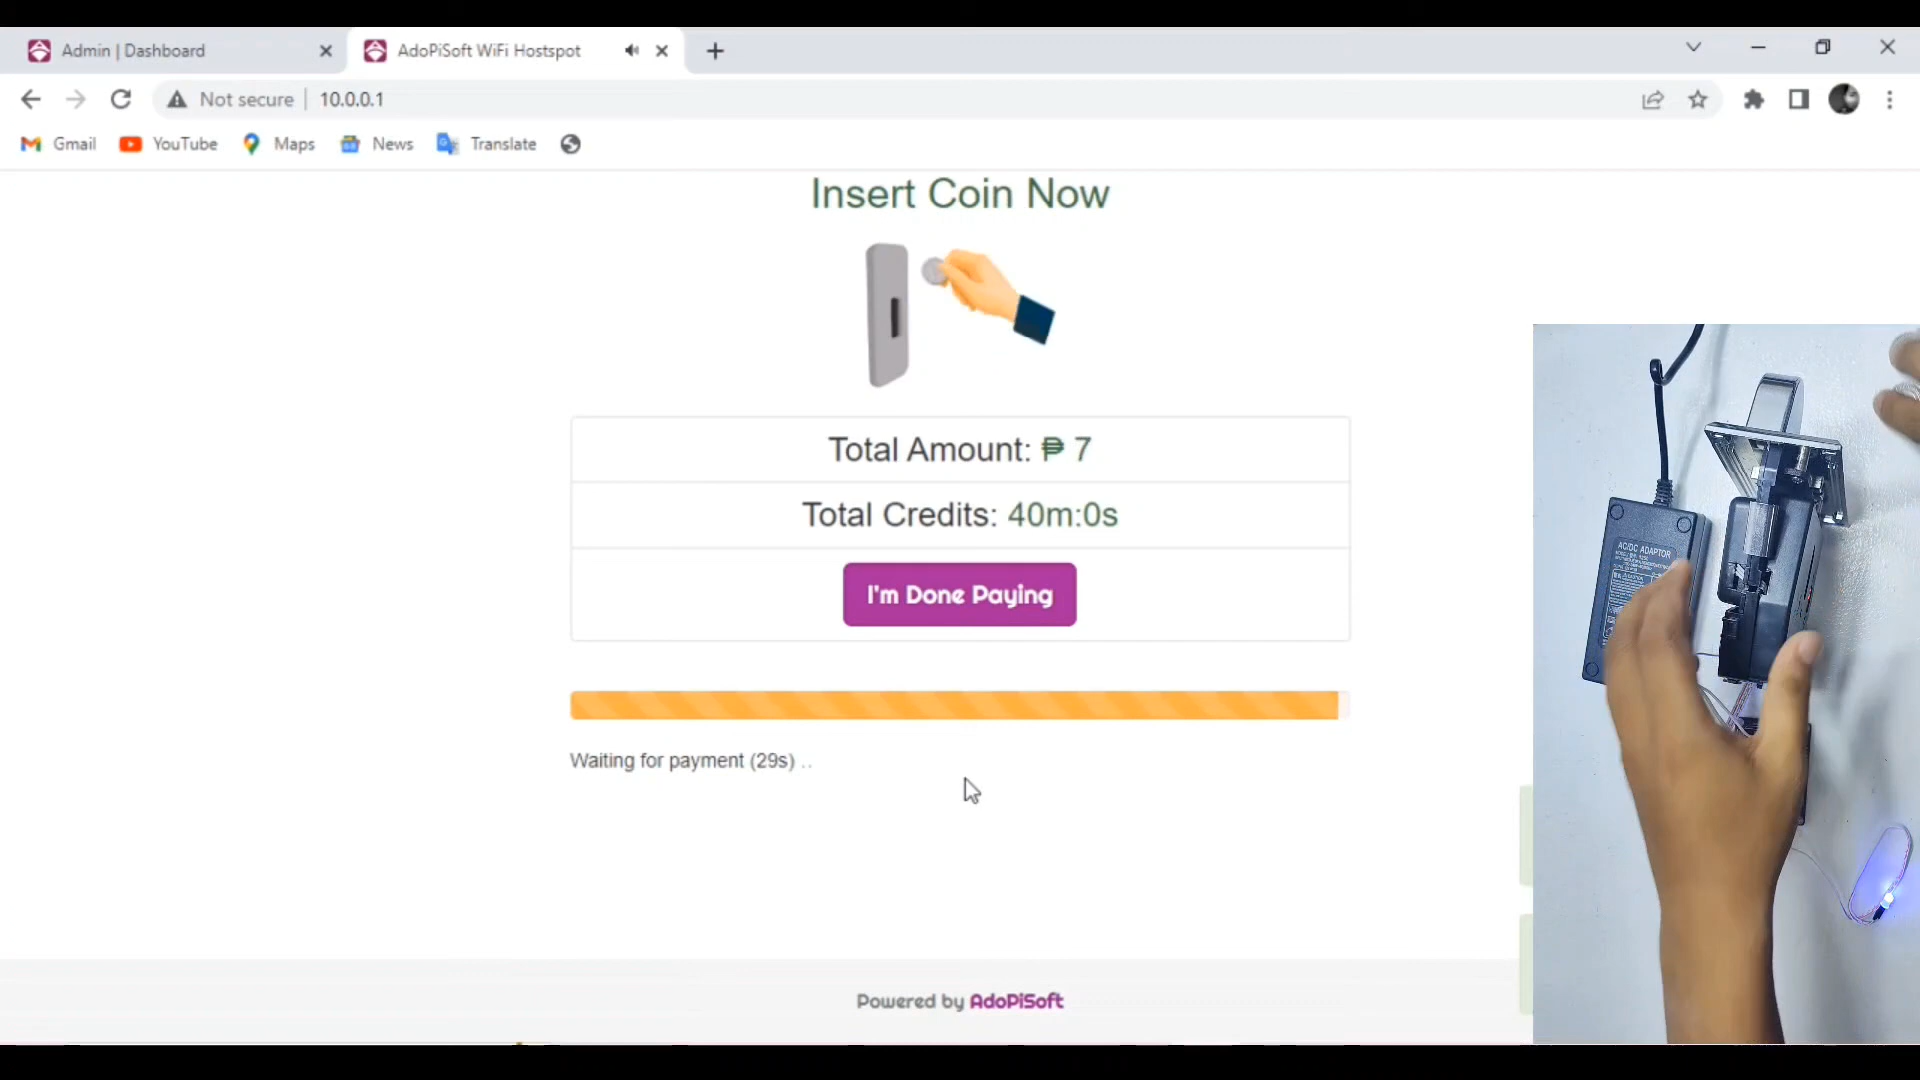 Admin | Dashboard
AdoPiSoft WiFi Hostspot
Not secure
10.0.0.1
Gmail
YouTube
Maps
News
Translate
Insert Coin Now
Total Amount: ₱ 7
Total Credits: 40m:0s
I'm Done Paying
Waiting for payment (29s) ..
AC/DC ADAPTOR
Powered by AdoPiSoft